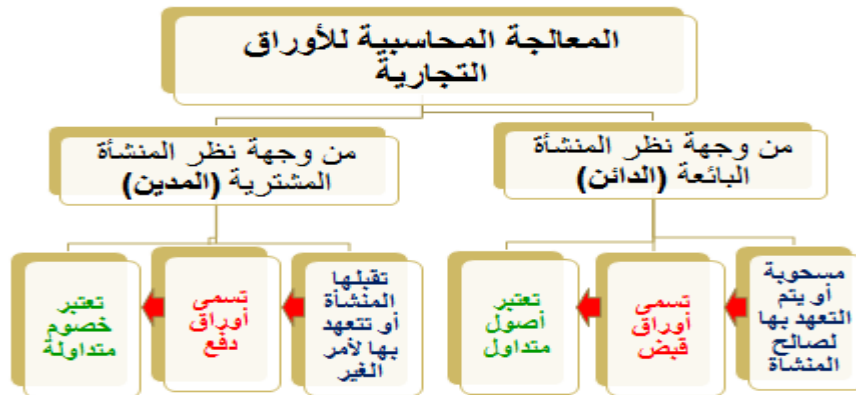 المعالجة المحاسبية للأوراق
التجارية
من وجهة نظر المنشأة
البائعة (الدائن)
من وجهة نظر المنشأة
المشترية (المدين)
مسحوبة
أو يتم
التعهد بها
لصالح
المنشاة
تسمى
أوراق
قبض
تعتبر
أصول
متداول
تقبلها
المنشأة
أو تتعهد
بها لأمر
الغير
تسمى
أوراق
دفع
تعتبر
خصوم
متداولة